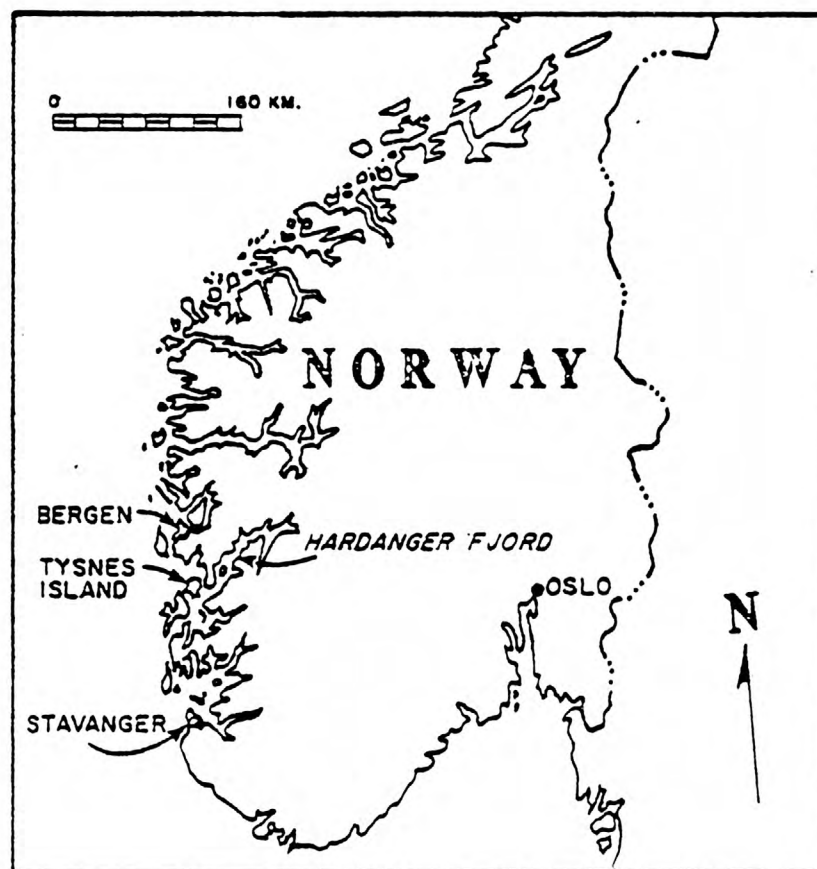 0 160 KM.
NORWAY
BERGEN
HARDANGER FJORD
TYSNES
ISLAND
OSLO
N
STAVANGER